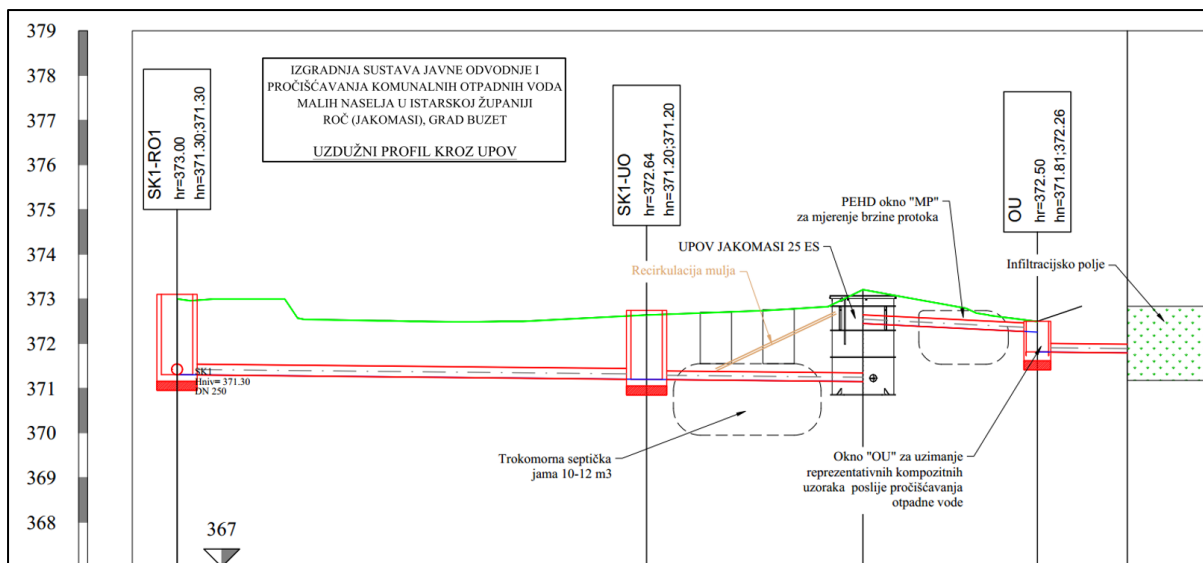 379
378
377
376
375
374
373
372
371
370
369
368
367
SK1-RO1
hr=373.00
hn=371.30;371.30
IZGRADNJA SUSTAVA JAVNE ODVODNJE I
PROČIŠĆAVANJA KOMUNALNIH OTPADNIH VODA
MALIH NASELJA U ISTARSKOJ ŽUPANIJI
ROČ (JAKOMASI), GRAD BUZET
UZDUŽNI PROFIL KROZ UPOV
SK1-UO
hr=372.64
hn=371.20;371.20
OU
hr=372.50
hn=371.81;372.26
PEHD okno "MP"
za mjerenje brzine protoka
UPOV JAKOMASI 25 ES
Recirkulacija mulja
Infiltracijsko polje
SK1
Hniv= 371.30
DN 250
Trokomorna septička
jama 10-12 m3
Okno "OU" za uzimanje
reprezentativnih kompozitnih
uzoraka poslije pročišćavanja
otpadne vode